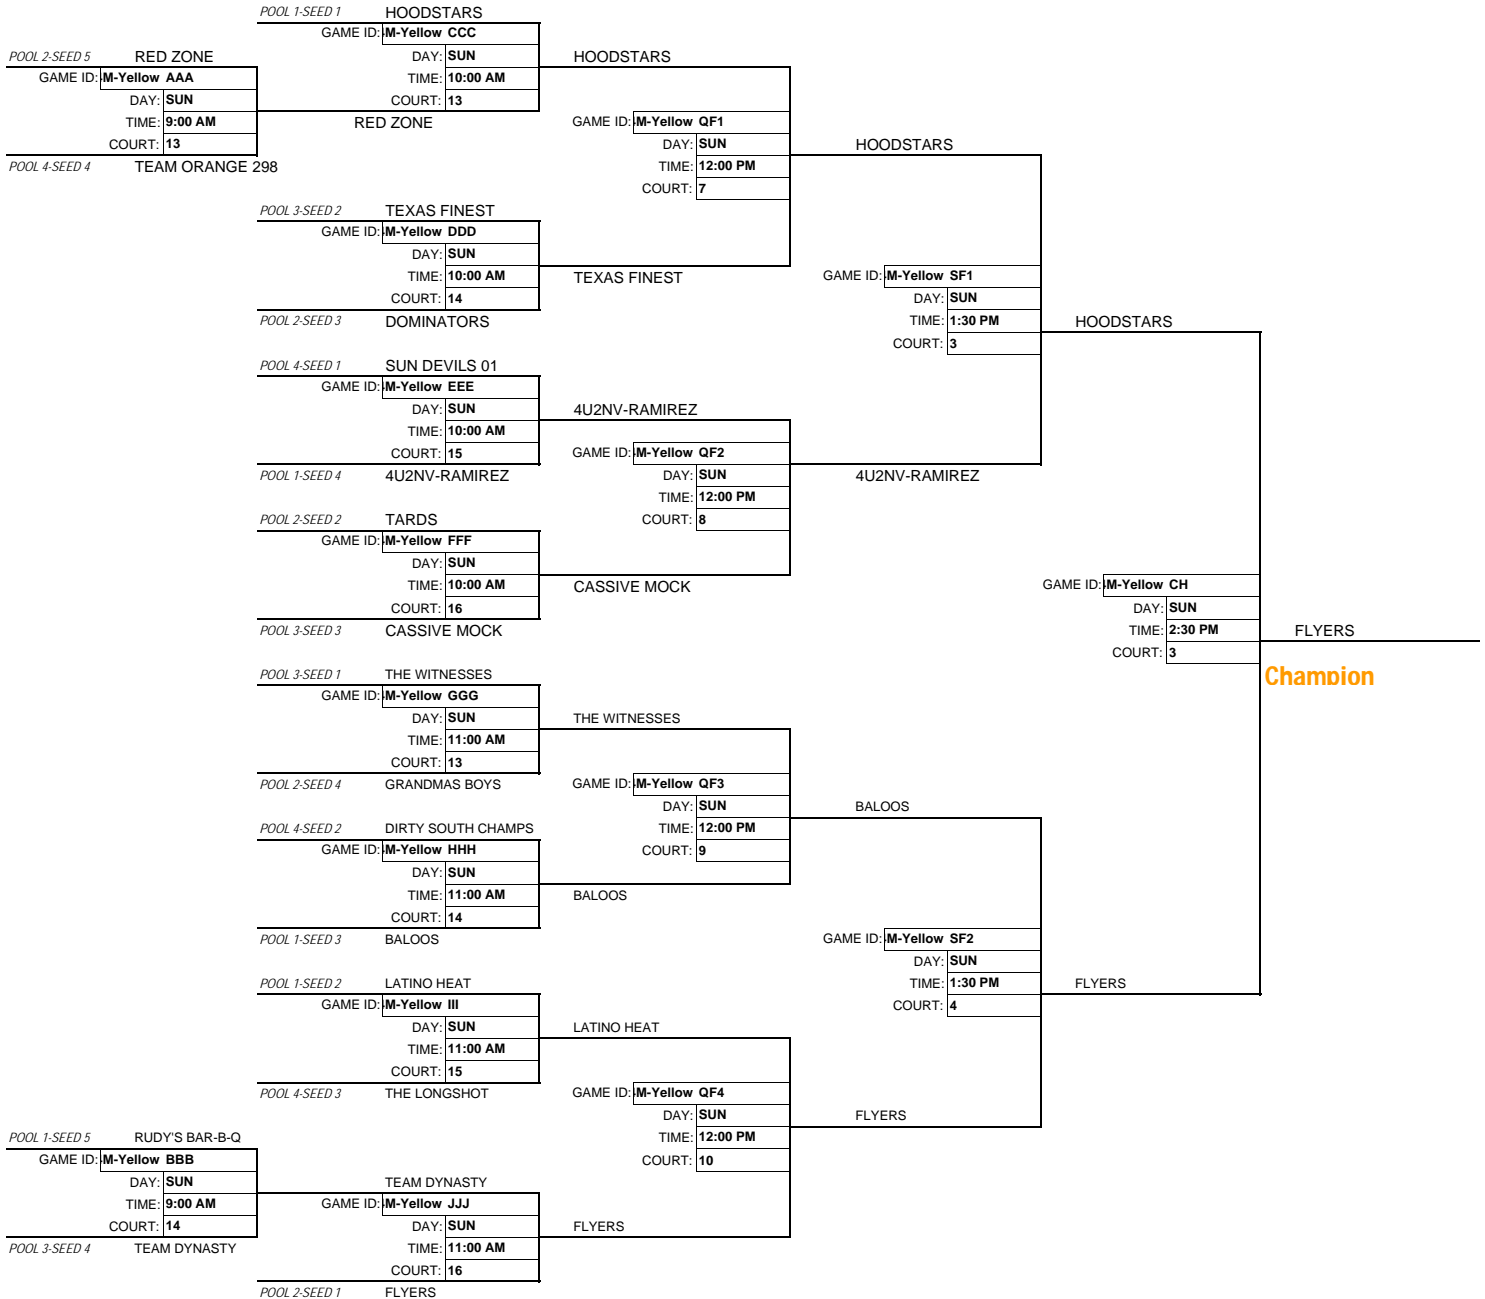 POOL 1-SEED 1 HOODSTARS
GAME ID: M-Yellow CCC
POOL 2-SEED 5 RED ZONE DAY: SUN HOODSTARS
GAME ID: M-Yellow AAA TIME: 10:00 AM
DAY: SUN COURT: 13
TIME: 9:00 AM RED ZONE GAME ID: M-Yellow QF1
COURT: 13 DAY: SUN HOODSTARS
POOL 4-SEED 4 TEAM ORANGE 298 TIME: 12:00 PM
COURT: 7
POOL 3-SEED 2 TEXAS FINEST
GAME ID: M-Yellow DDD
DAY: SUN
TIME: 10:00 AM TEXAS FINEST GAME ID: M-Yellow SF1
COURT: 14 DAY: SUN
POOL 2-SEED 3 DOMINATORS TIME: 1:30 PM HOODSTARS
COURT: 3
POOL 4-SEED 1 SUN DEVILS 01
GAME ID: M-Yellow EEE
DAY: SUN 4U2NV-RAMIREZ
TIME: 10:00 AM
COURT: 15 GAME ID: M-Yellow QF2
POOL 1-SEED 4 4U2NV-RAMIREZ DAY: SUN 4U2NV-RAMIREZ
TIME: 12:00 PM
POOL 2-SEED 2 TARDS COURT: 8
GAME ID: M-Yellow FFF
DAY: SUN
TIME: 10:00 AM CASSIVE MOCK GAME ID: M-Yellow CH
COURT: 16 DAY: SUN
POOL 3-SEED 3 CASSIVE MOCK TIME: 2:30 PM FLYERS
COURT: 3
POOL 3-SEED 1 THE WITNESSES Champion
GAME ID: M-Yellow GGG
DAY: SUN THE WITNESSES
TIME: 11:00 AM
COURT: 13
POOL 2-SEED 4 GRANDMAS BOYS GAME ID: M-Yellow QF3
DAY: SUN BALOOS
POOL 4-SEED 2 DIRTY SOUTH CHAMPS TIME: 12:00 PM
GAME ID: M-Yellow HHH COURT: 9
DAY: SUN
TIME: 11:00 AM BALOOS
COURT: 14
POOL 1-SEED 3 BALOOS GAME ID: M-Yellow SF2
DAY: SUN
POOL 1-SEED 2 LATINO HEAT TIME: 1:30 PM FLYERS
GAME ID: M-Yellow III COURT: 4
DAY: SUN LATINO HEAT
TIME: 11:00 AM
COURT: 15
POOL 4-SEED 3 THE LONGSHOT GAME ID: M-Yellow QF4
DAY: SUN FLYERS
POOL 1-SEED 5 RUDY'S BAR-B-Q TIME: 12:00 PM
GAME ID: M-Yellow BBB COURT: 10
DAY: SUN TEAM DYNASTY
TIME: 9:00 AM GAME ID: M-Yellow JJJ
COURT: 14 DAY: SUN FLYERS
POOL 3-SEED 4 TEAM DYNASTY TIME: 11:00 AM
COURT: 16
POOL 2-SEED 1 FLYERS